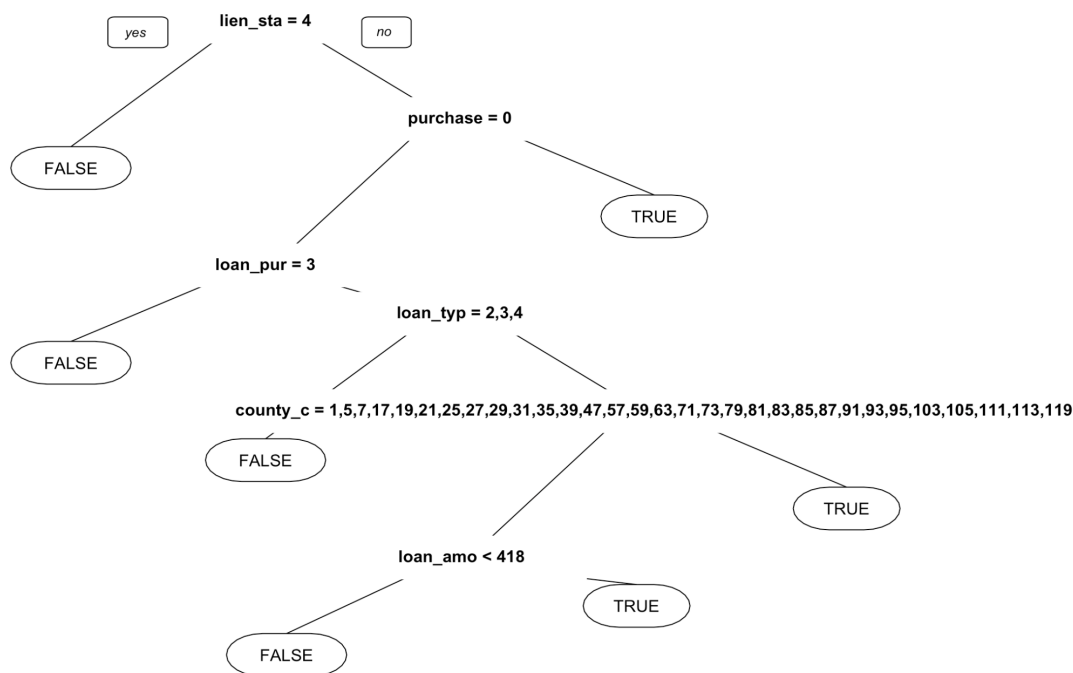 lien_sta = 4
yes
no
purchase = 0
FALSE
TRUE
loan_pur = 3
loan_typ = 2,3,4
FALSE
county_c = 1,5,7,17,19,21,25,27,29,31,35,39,47,57,59,63,71,73,79,81,83,85,87,91,93,95,103,105,111,113,119
FALSE
TRUE
loan_amo < 418
TRUE
FALSE